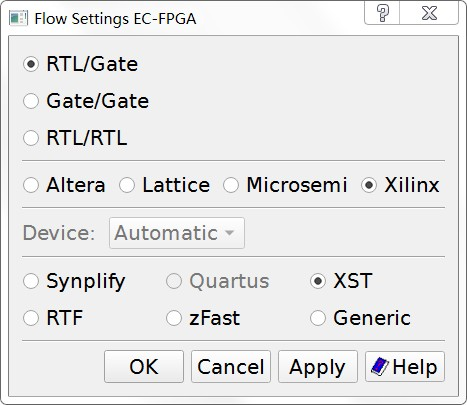 Flow Settings EC-FPGA
RTL/Gate
Gate/Gate
RTL/RTL
Altera Lattice Microsemi Xilinx
Device: Automatic
Synplify Quartus XST
RTF zFast Generic
OK Cancel Apply Help